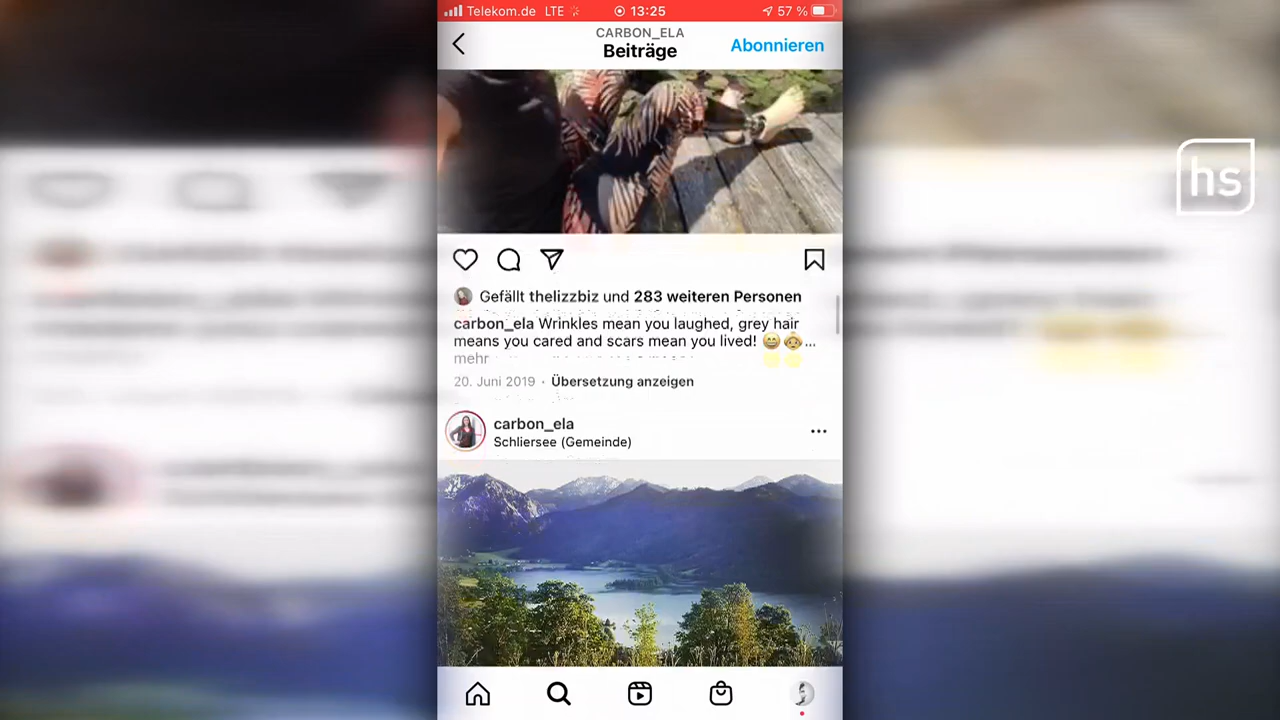 Telekom.de LTE 13:25 57 %
CARBON_ELA
Beiträge
Abonnieren
hs
Gefällt thelizzbiz und 283 weiteren Personen
carbon_ela Wrinkles mean you laughed, grey hair
means you cared and scars mean you lived! 😄👵...
mehr
20. Juni 2019 · Übersetzung anzeigen
carbon_ela
Schliersee (Gemeinde)